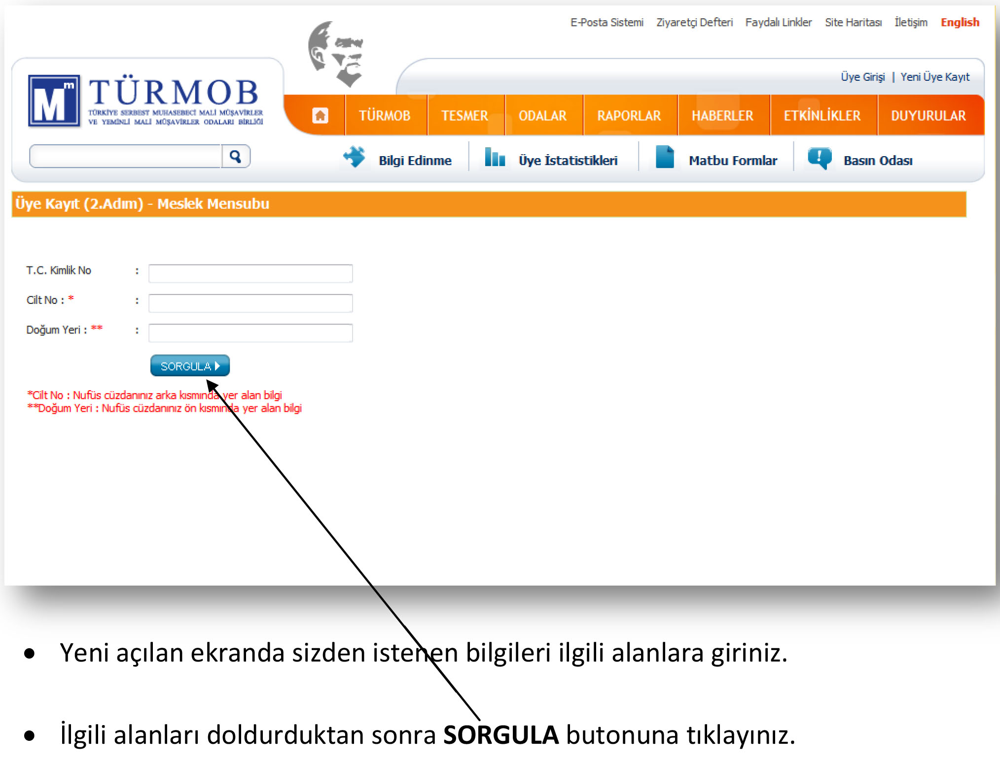 E-Posta Sistemi Ziyaretçi Defteri Faydalı Linkler Site Haritası İletişim English
Üye Girişi | Yeni Üye Kayıt
Mm TÜRMOB
TÜRKİYE SERBEST MUHASEBECİ MALİ MÜŞAVİRLER
VE YEMİNLİ MALİ MÜŞAVİRLER ODALARI BİRLİĞİ
TÜRMOB TESMER ODALAR RAPORLAR HABERLER ETKİNLİKLER DUYURULAR
Bilgi Edinme Üye İstatistikleri Matbu Formlar Basın Odası
Üye Kayıt (2.Adım) - Meslek Mensubu
T.C. Kimlik No :
Cilt No : * :
Doğum Yeri : ** :
SORGULA
*Cilt No : Nufüs cüzdanınız arka kısmında yer alan bilgi
**Doğum Yeri : Nufüs cüzdanınız ön kısmında yer alan bilgi
• Yeni açılan ekranda sizden istenen bilgileri ilgili alanlara giriniz.
• İlgili alanları doldurduktan sonra SORGULA butonuna tıklayınız.